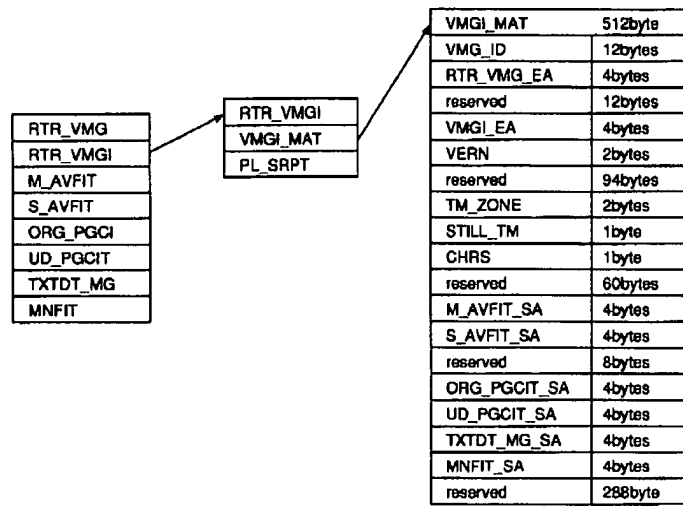 RTR_VMG
RTR_VMGI
M_AVFIT
S_AVFIT
ORG_PGCI
UD_PGCIT
TXTDT_MG
MNFIT
RTR_VMGI
VMGI_MAT
PL_SRPT
VMGI_MAT 512byte
VMG_ID 12bytes
RTR_VMG_EA 4bytes
reserved 12bytes
VMGI_EA 4bytes
VERN 2bytes
reserved 94bytes
TM_ZONE 2bytes
STILL_TM 1byte
CHRS 1byte
reserved 60bytes
M_AVFIT_SA 4bytes
S_AVFIT_SA 4bytes
reserved 8bytes
ORG_PGCIT_SA 4bytes
UD_PGCIT_SA 4bytes
TXTDT_MG_SA 4bytes
MNFIT_SA 4bytes
reserved 288byte